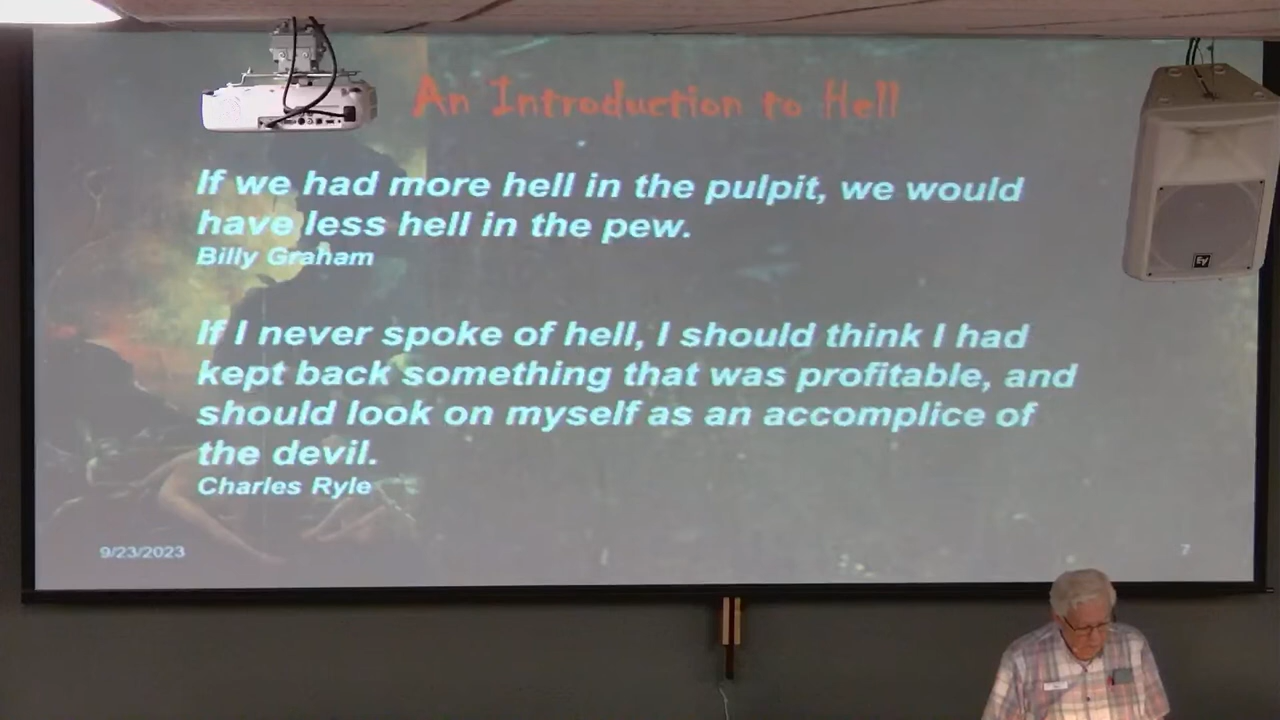 An Introduction to Hell
If we had more hell in the pulpit, we would
have less hell in the pew.
Billy Graham
If I never spoke of hell, I should think I had
kept back something that was profitable, and
should look on myself as an accomplice of
the devil.
Charles Ryle
9/23/2023
7
EV